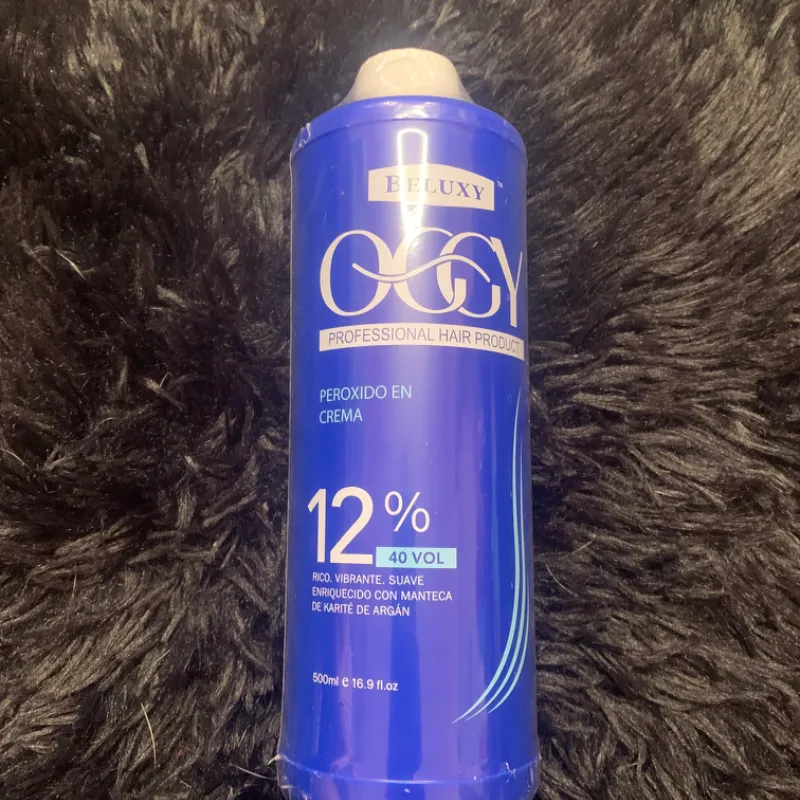 BELUXY™
OGGY
PROFESSIONAL HAIR PRODUCT
PEROXIDO EN
CREMA
12%
40 VOL
RICO. VIBRANTE. SUAVE
ENRIQUECIDO CON MANTECA
DE KARITÉ DE ARGÁN
500ml e 16.9 fl.oz